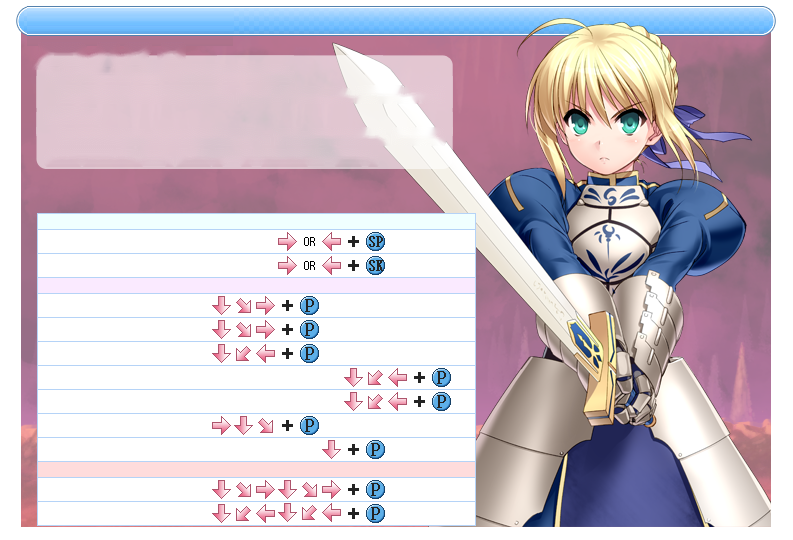 ➡ OR ⬅ + SP
➡ OR ⬅ + SK
⬇ ↘ ➡ + P
⬇ ↘ ➡ + P
⬇ ↙ ⬅ + P
⬇ ↙ ⬅ + P
⬇ ↙ ⬅ + P
➡ ⬇ ↘ + P
⬇ + P
⬇ ↘ ➡ ⬇ ↘ ➡ + P
⬇ ↙ ⬅ ⬇ ↙ ⬅ + P